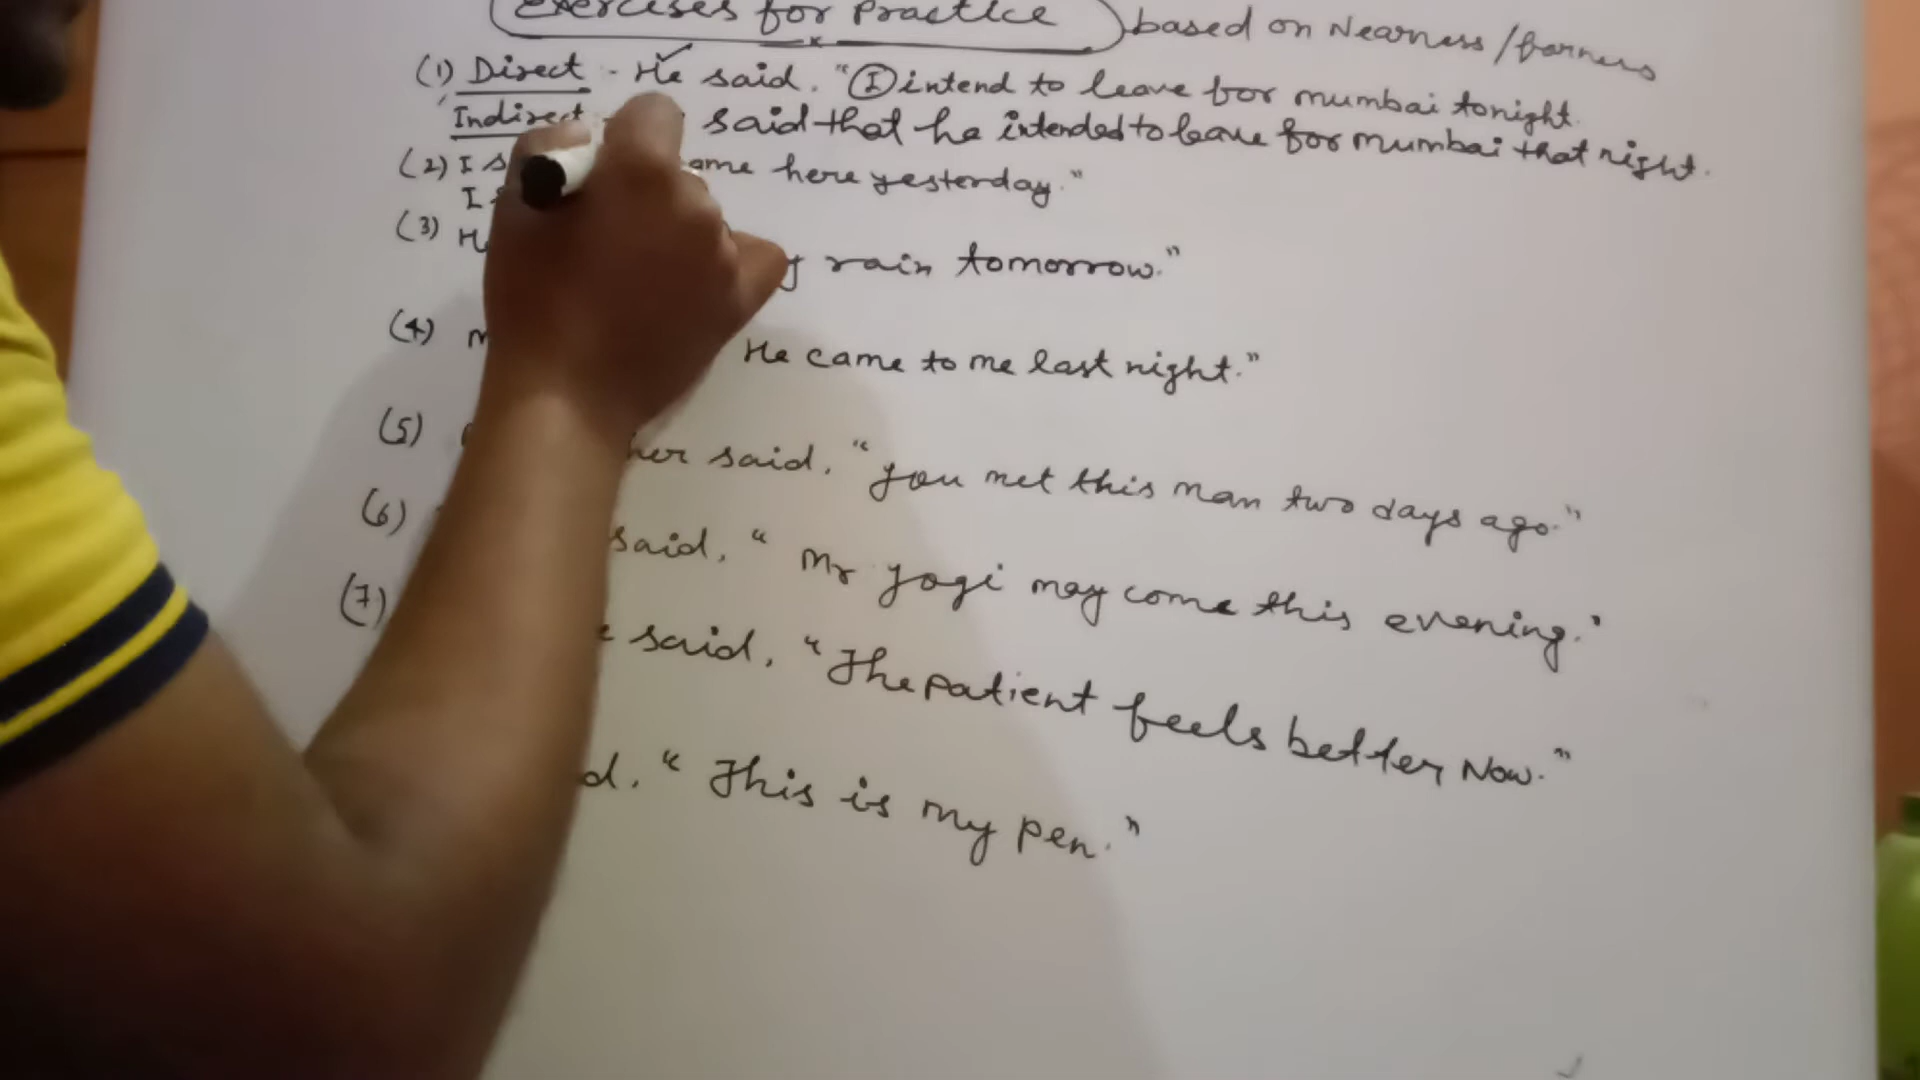 Exercises for Practice based on Nearness/farness
(1) Direct - He said, "I intend to leave for mumbai tonight.
Indirect - said that he intended to leave for mumbai that night.
(2) I here yesterday."
I
(3) rain tomorrow."
(4) He came to me last night."
(5) said, "you met this man two days ago."
(6) said, "Mr yogi may come this evening."
(7) said, "The patient feels better Now."
"This is my pen."